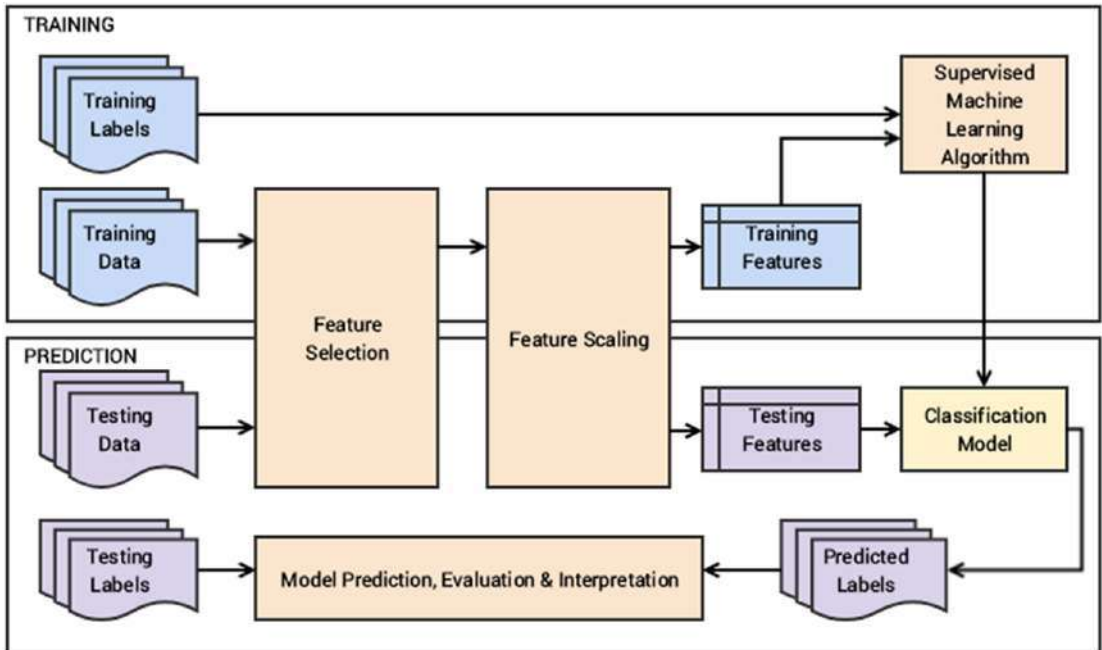 TRAINING
Training
Labels
Supervised
Machine
Learning
Algorithm
Training
Data
Feature
Selection
Feature Scaling
Training
Features
PREDICTION
Testing
Data
Testing
Features
Classification
Model
Testing
Labels
Model Prediction, Evaluation & Interpretation
Predicted
Labels